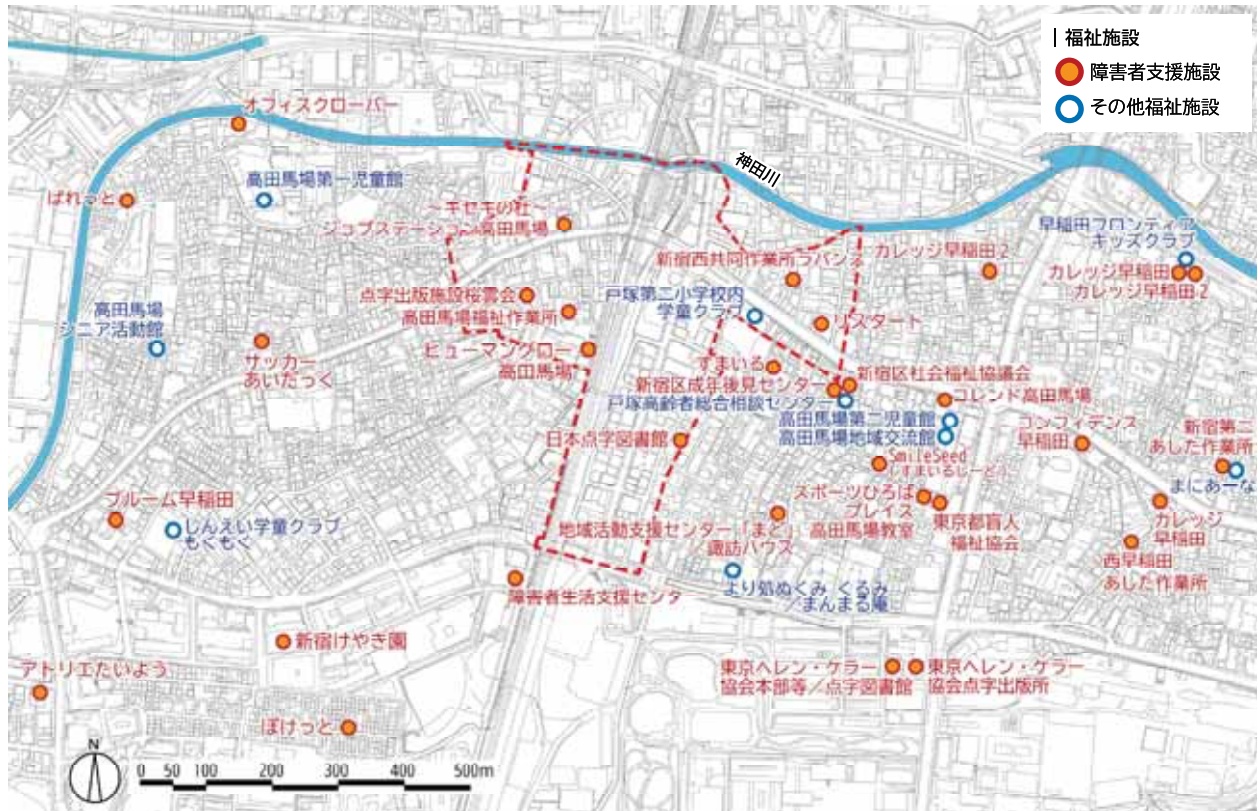 福祉施設
障害者支援施設
その他福祉施設
オフィスクローバー
神田川
高田馬場第一児童館
ぱれっと
～キセキの杜～
ジョブステーション高田馬場
早稲田フロンティア
キッズクラブ
新宿西共同作業所ラバンス
カレッジ早稲田2
カレッジ早稲田
カレッジ早稲田2
点字出版施設桜雲会
高田馬場福祉作業所
戸塚第二小学校内
学童クラブ
高田馬場
シニア活動館
リスタート
サッカー
あいだっく
ヒューマングロー
高田馬場
すまいる
新宿区成年後見センター
新宿区社会福祉協議会
戸塚高齢者総合相談センター
コレンド高田馬場
高田馬場第二児童館
高田馬場地域交流館
コンフィデンス
早稲田
新宿第二
あした作業所
日本点字図書館
SmileSeed
（すまいるしーど）
まにあーな
ブルーム早稲田
しんえい学童クラブ
もくもく
スポーツひろば
プレイス
高田馬場教室
東京都盲人
福祉協会
カレッジ
早稲田
地域活動支援センター「まど」
／諏訪ハウス
西早稲田
あした作業所
より処ぬくみ くるみ
／まんまる庵
障害者生活支援センタ
新宿けやき園
アトリエたいよう
東京ヘレン・ケラー
協会本部等／点字図書館
東京ヘレン・ケラー
協会点字出版所
ぽけっと
N
0 50 100 200 300 400 500m